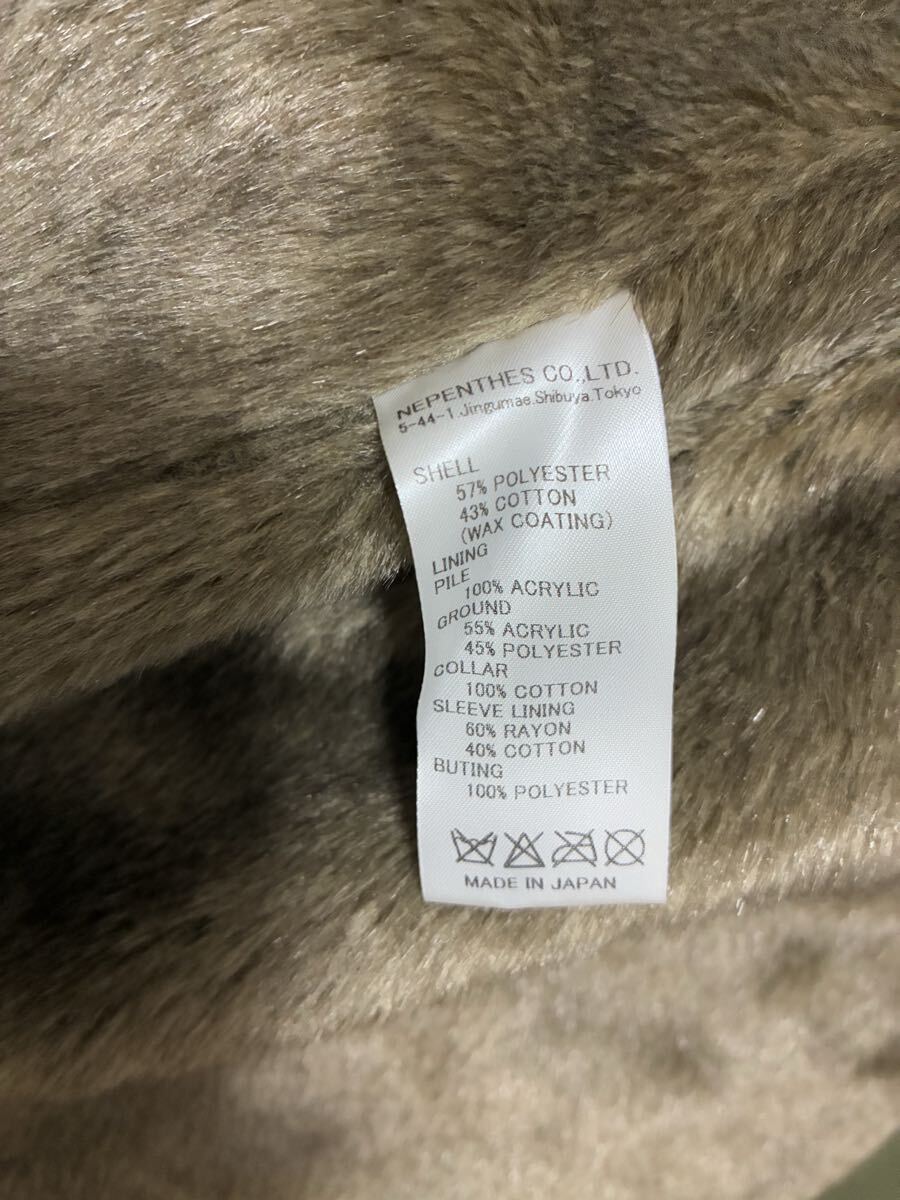 NEPENTHES CO.,LTD.
5-44-1.Jingumae.Shibuya.Tokyo
SHELL
57% POLYESTER
43% COTTON
(WAX COATING)
LINING
PILE
100% ACRYLIC
GROUND
55% ACRYLIC
45% POLYESTER
COLLAR
100% COTTON
SLEEVE LINING
60% RAYON
40% COTTON
BUTING
100% POLYESTER
MADE IN JAPAN